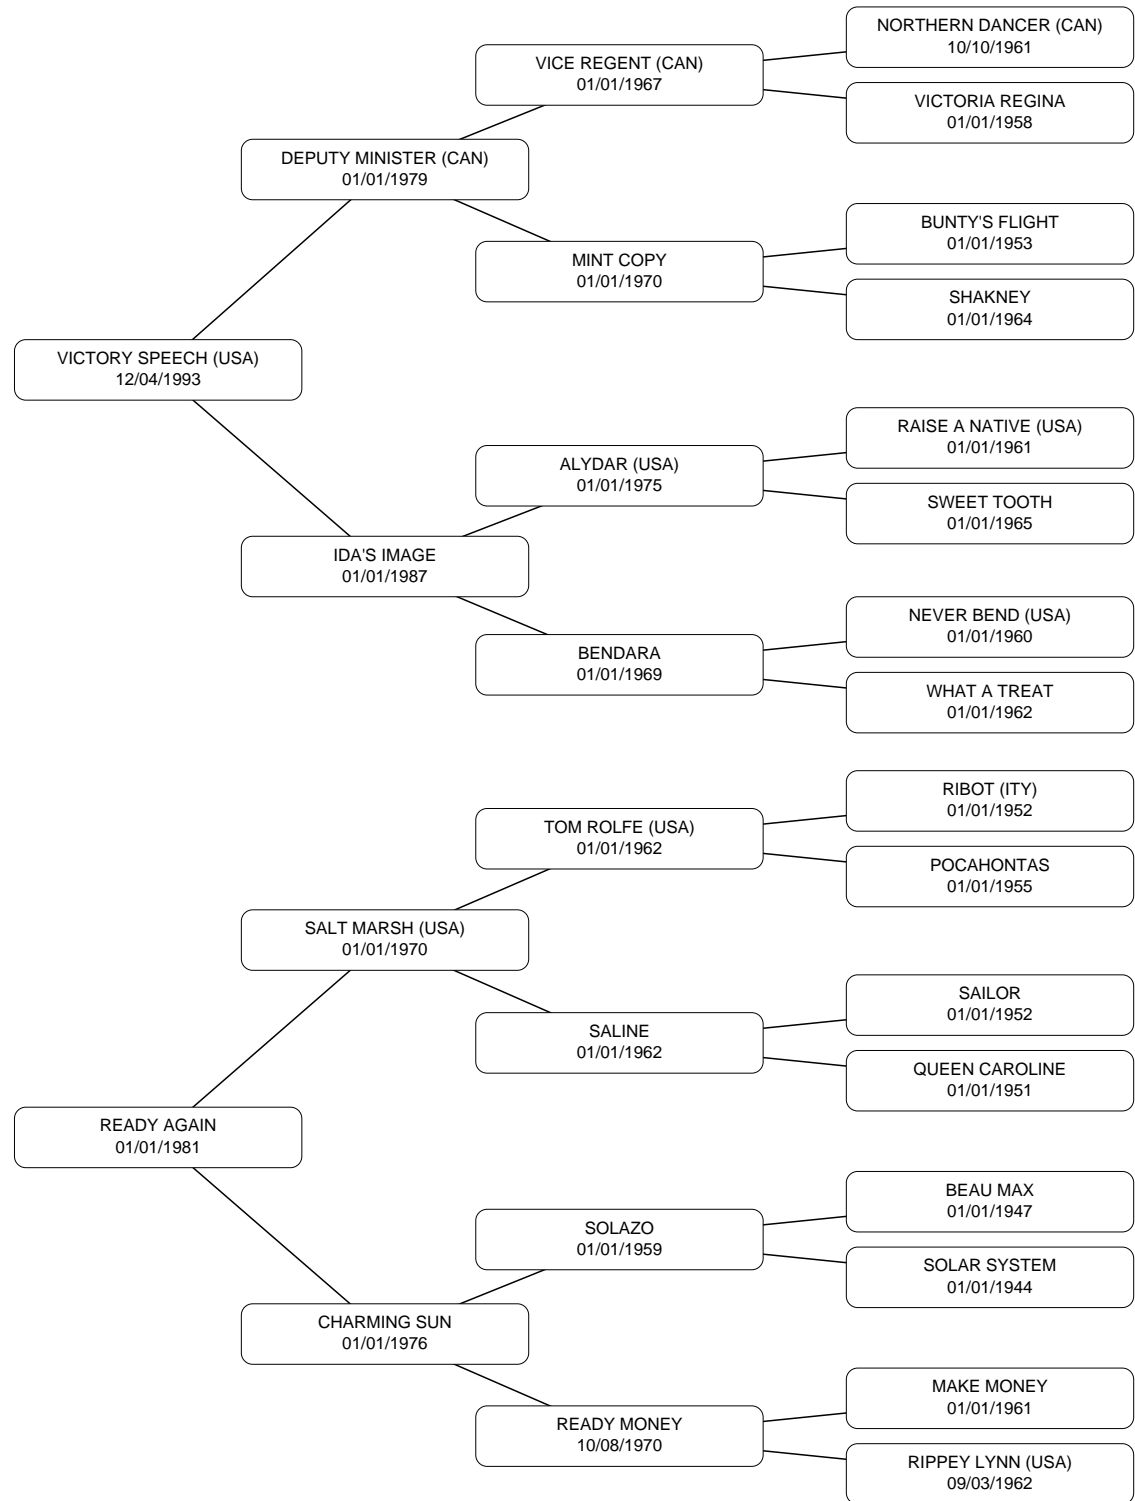 NORTHERN DANCER (CAN)
10/10/1961
VICE REGENT (CAN)
01/01/1967
VICTORIA REGINA
01/01/1958
DEPUTY MINISTER (CAN)
01/01/1979
BUNTY'S FLIGHT
01/01/1953
MINT COPY
01/01/1970
SHAKNEY
01/01/1964
VICTORY SPEECH (USA)
12/04/1993
RAISE A NATIVE (USA)
01/01/1961
ALYDAR (USA)
01/01/1975
SWEET TOOTH
01/01/1965
IDA'S IMAGE
01/01/1987
NEVER BEND (USA)
01/01/1960
BENDARA
01/01/1969
WHAT A TREAT
01/01/1962
RIBOT (ITY)
01/01/1952
TOM ROLFE (USA)
01/01/1962
POCAHONTAS
01/01/1955
SALT MARSH (USA)
01/01/1970
SAILOR
01/01/1952
SALINE
01/01/1962
QUEEN CAROLINE
01/01/1951
READY AGAIN
01/01/1981
BEAU MAX
01/01/1947
SOLAZO
01/01/1959
SOLAR SYSTEM
01/01/1944
CHARMING SUN
01/01/1976
MAKE MONEY
01/01/1961
READY MONEY
10/08/1970
RIPPEY LYNN (USA)
09/03/1962